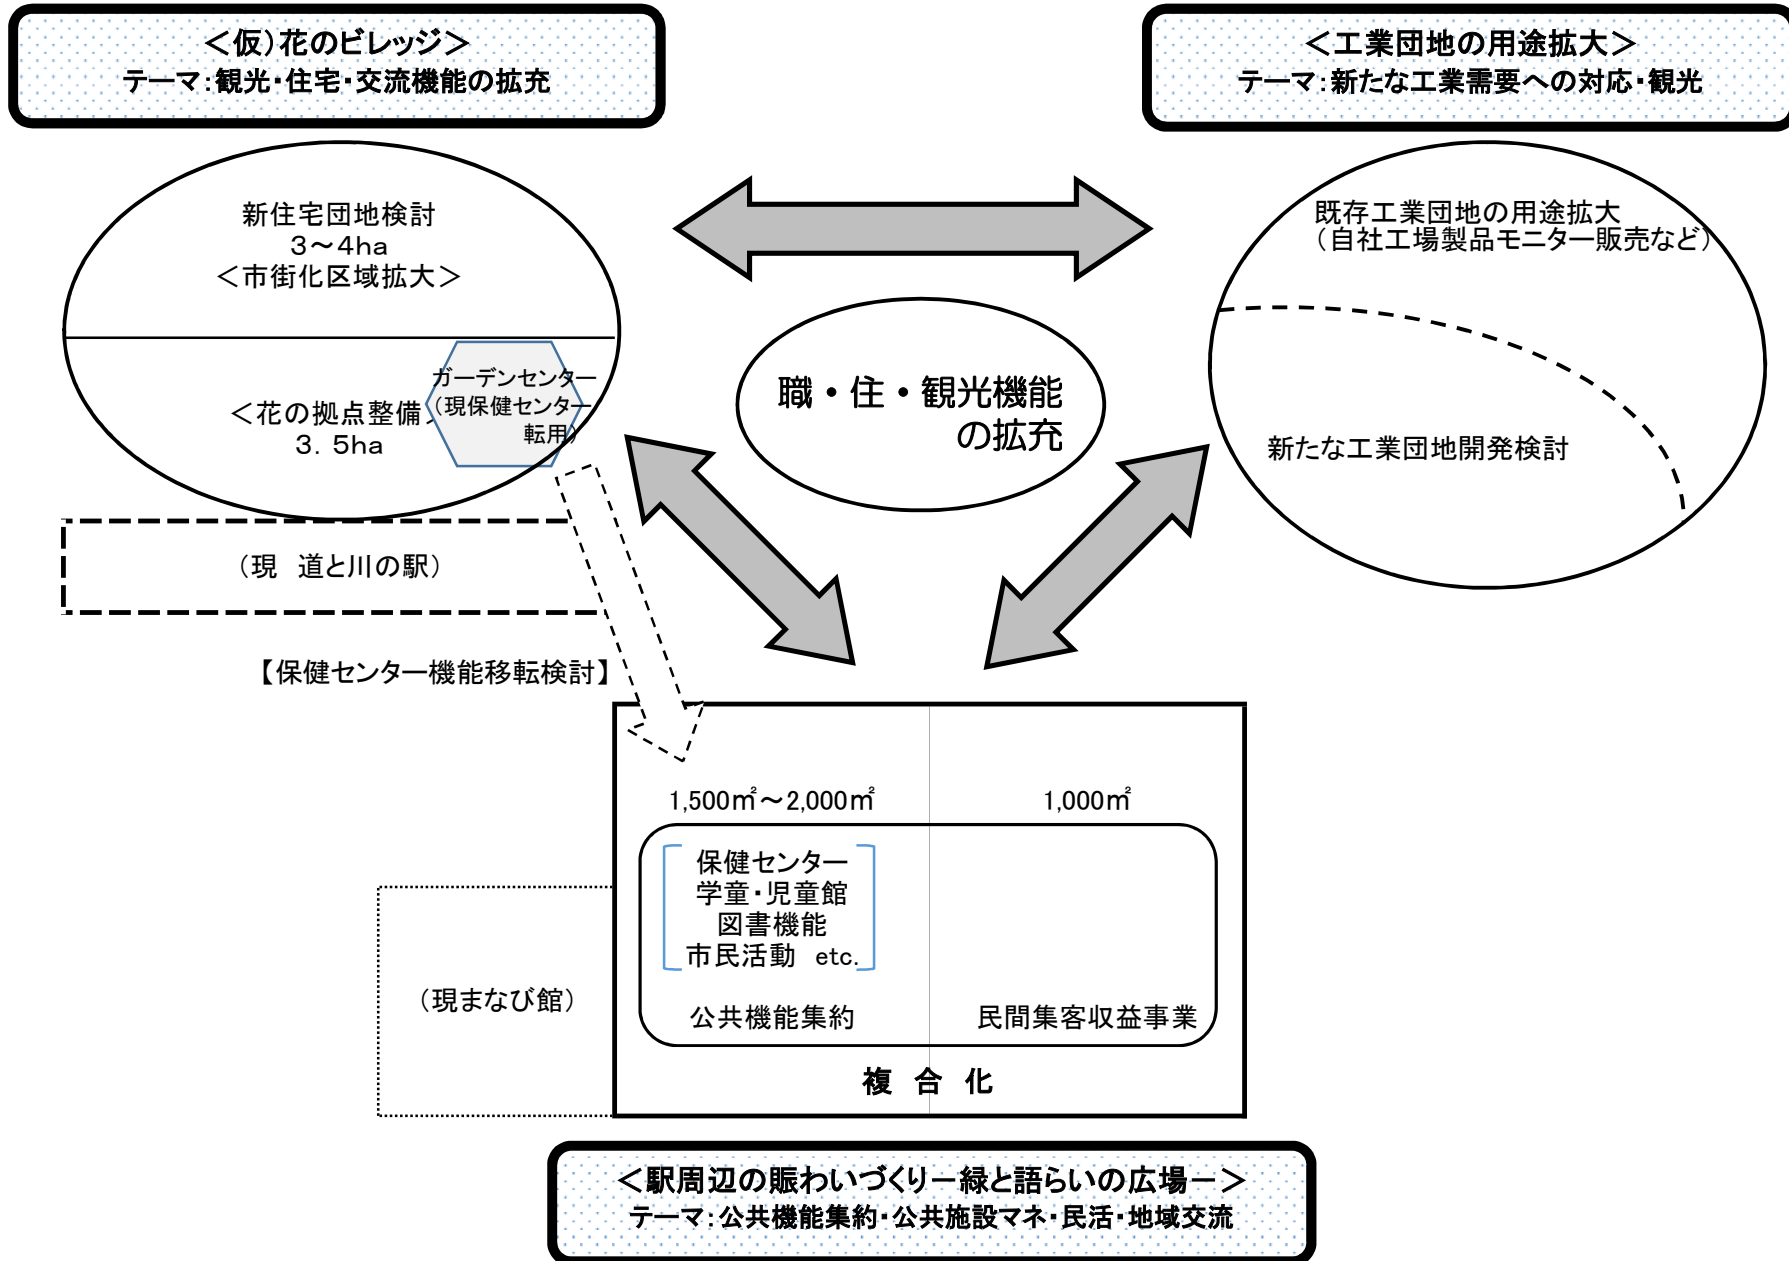 ＜仮）花のビレッジ＞
テーマ：観光・住宅・交流機能の拡充
＜工業団地の用途拡大＞
テーマ：新たな工業需要への対応・観光
新住宅団地検討
3～4ha
＜市街化区域拡大＞
＜花の拠点整備＞
3．5ha
ガーデンセンター
（現保健センター
転用）
既存工業団地の用途拡大
（自社工場製品モニター販売など）
新たな工業団地開発検討
職・住・観光機能
の拡充
（現　道と川の駅）
【保健センター機能移転検討】
1,500㎡～2,000㎡
1,000㎡
保健センター
学童・児童館
図書機能
市民活動　etc.
公共機能集約
民間集客収益事業
（現まなび館）
複　合　化
＜駅周辺の賑わいづくり－緑と語らいの広場－＞
テーマ：公共機能集約・公共施設マネ・民活・地域交流